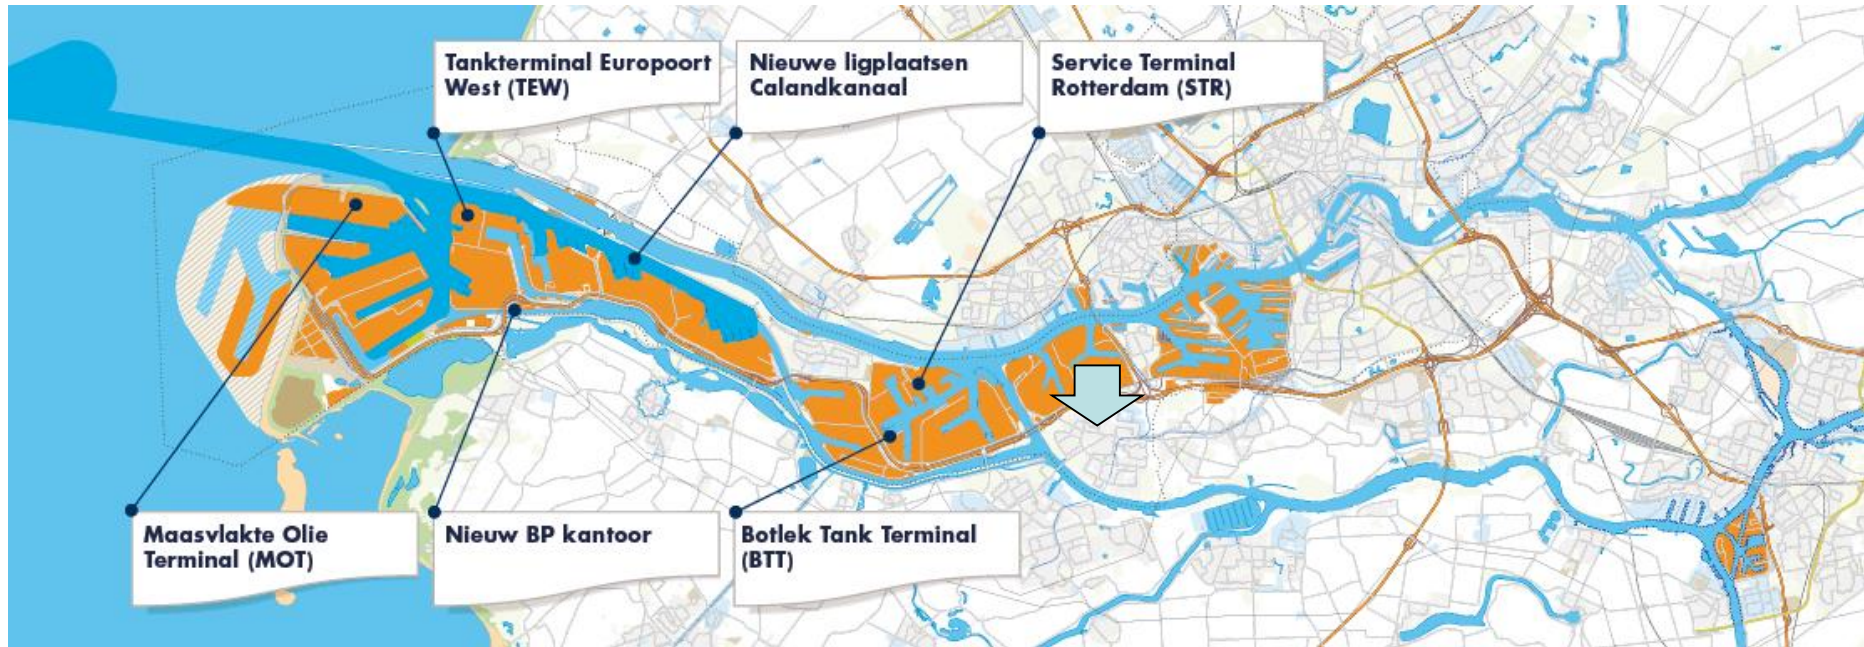 Tankterminal Europoort
West (TEW)
Nieuwe ligplaatsen
Calandkanaal
Service Terminal
Rotterdam (STR)
Maasvlakte Olie
Terminal (MOT)
Nieuw BP kantoor
Botlek Tank Terminal
(BTT)